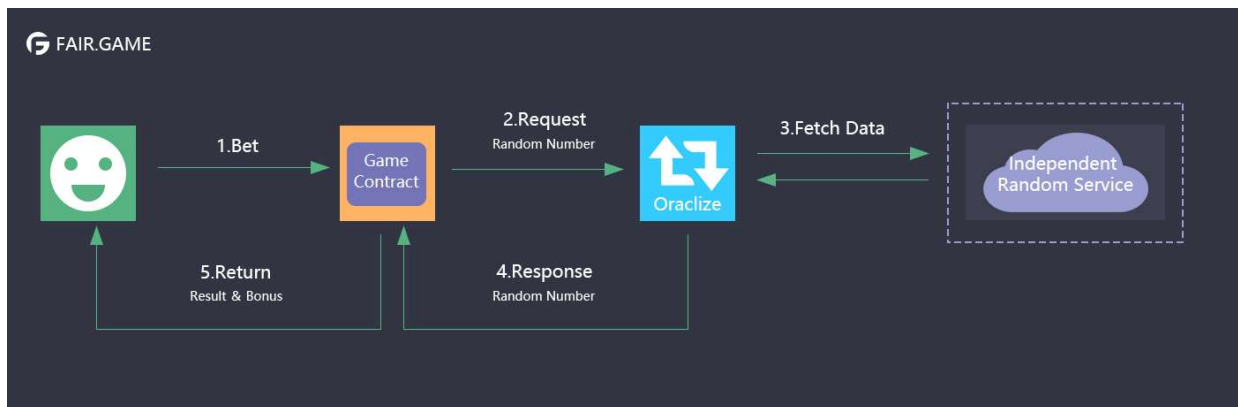 FAIR.GAME
1.Bet
Game
Contract
2.Request
Random Number
Oraclize
3.Fetch Data
Independent
Random Service
4.Response
Random Number
5.Return
Result & Bonus